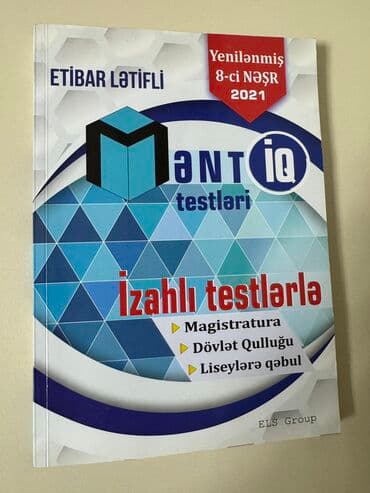 ETİBAR LƏTİFLİ
Yenilənmiş
8-ci NƏŞR
2021
MƏNTİQ
testləri
İzahlı testlərlə
Magistratura
Dövlət Qulluğu
Liseylərə qəbul
ELS Group